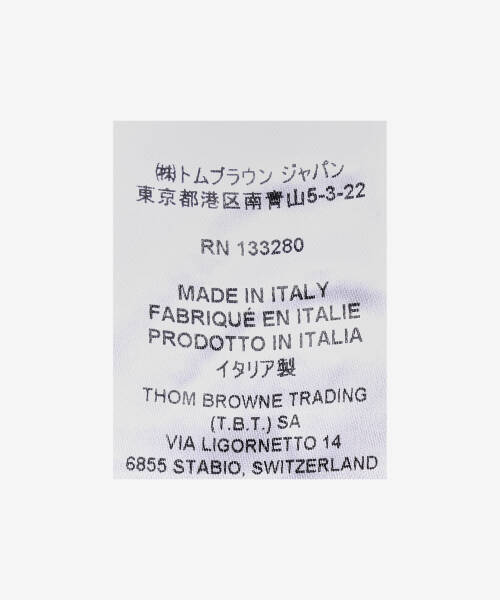 ㈱トムブラウン ジャパン
東京都港区南青山5-3-22
RN 133280
MADE IN ITALY
FABRIQUÉ EN ITALIE
PRODOTTO IN ITALIA
イタリア製
THOM BROWNE TRADING
(T.B.T.) SA
VIA LIGORNETTO 14
6855 STABIO, SWITZERLAND